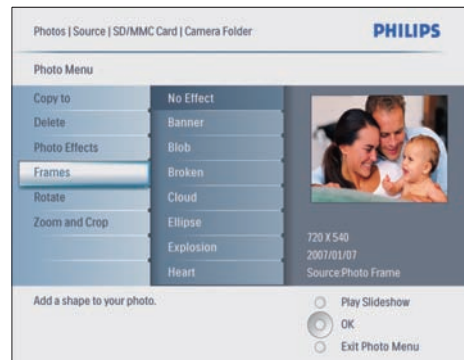 Photos | Source | SD/MMC Card | Camera Folder
PHILIPS
Photo Menu
Copy to
Delete
Photo Effects
Frames
Rotate
Zoom and Crop
No Effect
Banner
Blob
Broken
Cloud
Ellipse
Explosion
Heart
720 X 540
2007/01/07
Source:Photo Frame
Add a shape to your photo.
Play Slideshow
OK
Exit Photo Menu